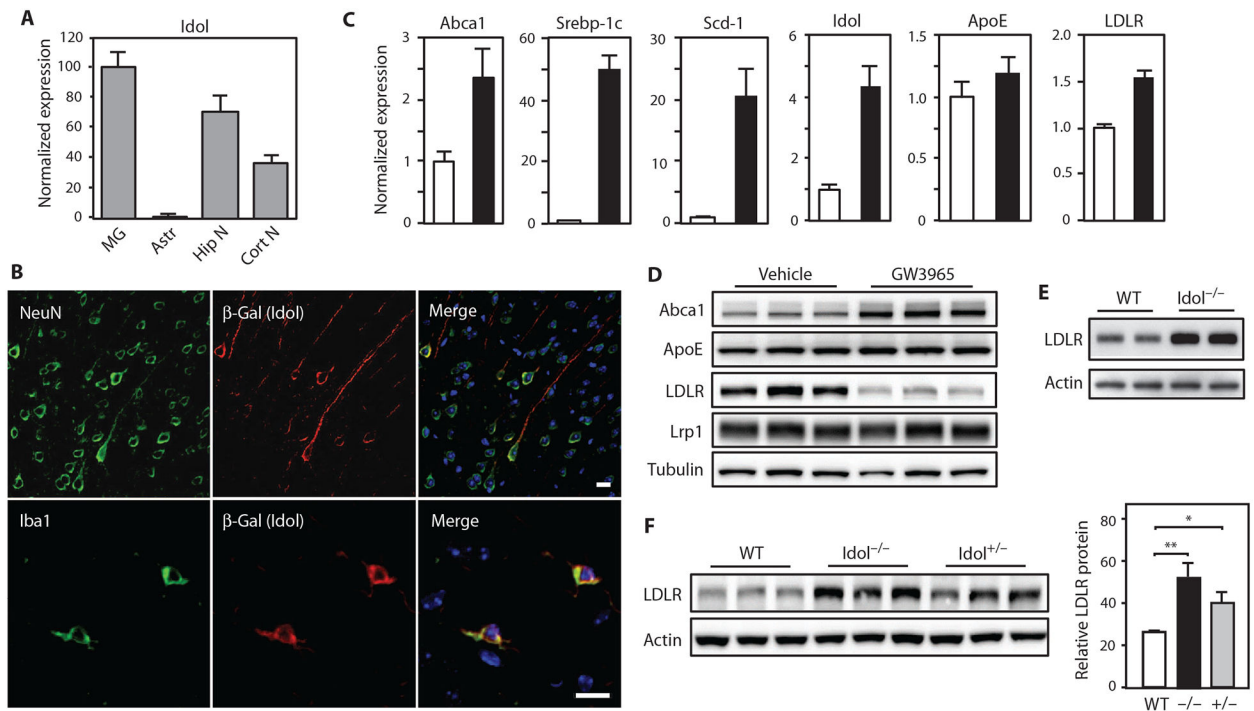 A
Idol
Normalized expression
120
100
80
60
40
20
0
MG
Astr
Hip N
Cort N
C
Normalized expression
Abca1
3
2
1
0
Srebp-1c
60
40
20
0
Scd-1
30
20
10
0
Idol
6
4
2
0
ApoE
1.5
1.0
0.5
0
LDLR
2.0
1.5
1.0
0.5
0
B
NeuN
β-Gal (Idol)
Merge
Iba1
β-Gal (Idol)
Merge
D
Vehicle
GW3965
Abca1
ApoE
LDLR
Lrp1
Tubulin
E
WT
Idol−/−
LDLR
Actin
F
WT
Idol−/−
Idol+/−
LDLR
Actin
Relative LDLR protein
80
60
40
20
0
*
**
WT
−/−
+/−